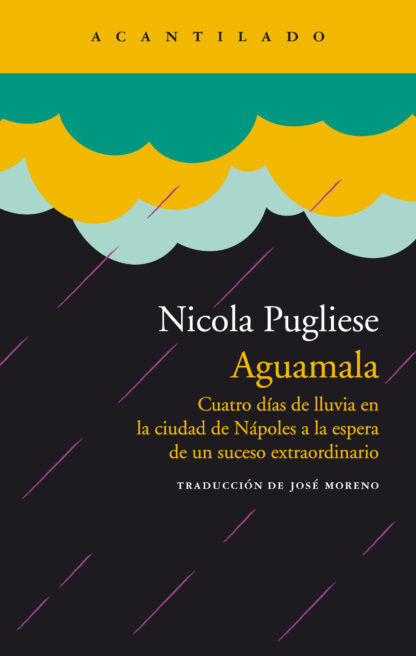 ACANTILADO
Nicola Pugliese
Aguamala
Cuatro días de lluvia en
la ciudad de Nápoles a la espera
de un suceso extraordinario
TRADUCCIÓN DE JOSÉ MORENO